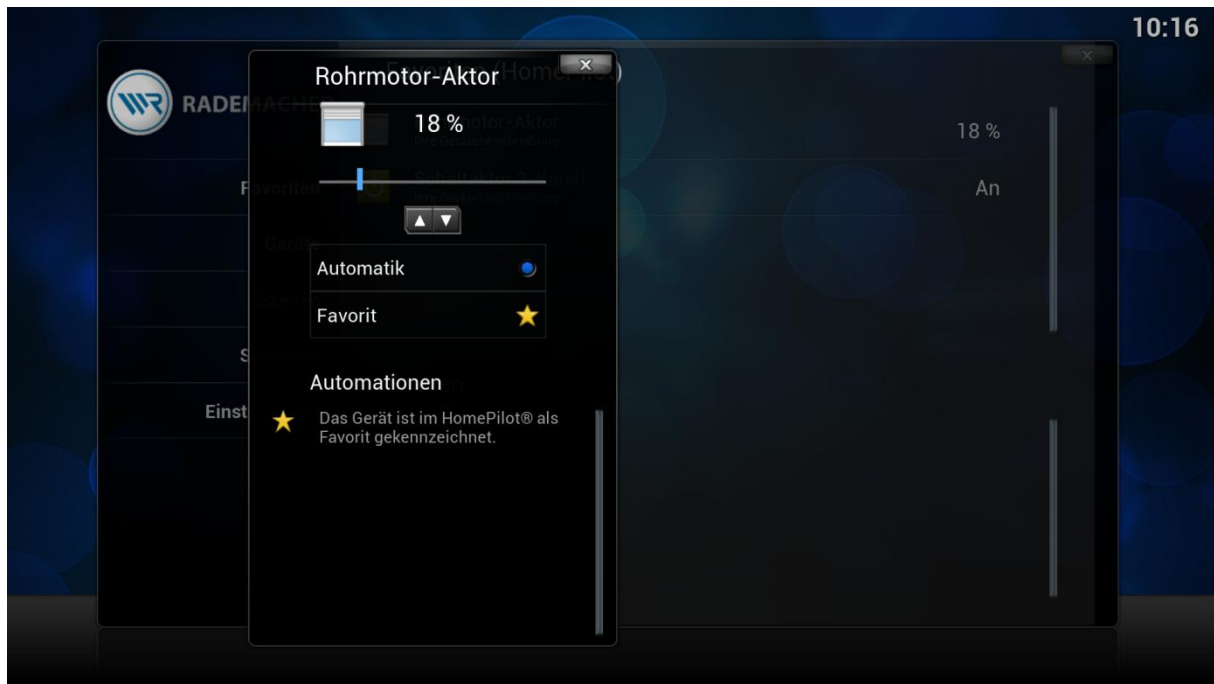 10:16
Rohrmotor-Aktor
RADEMACHER
18 %
18 %
Favoriten
An
Geräte
Automatik
Favorit
Einst
Automationen
Das Gerät ist im HomePilot® als
Favorit gekennzeichnet.